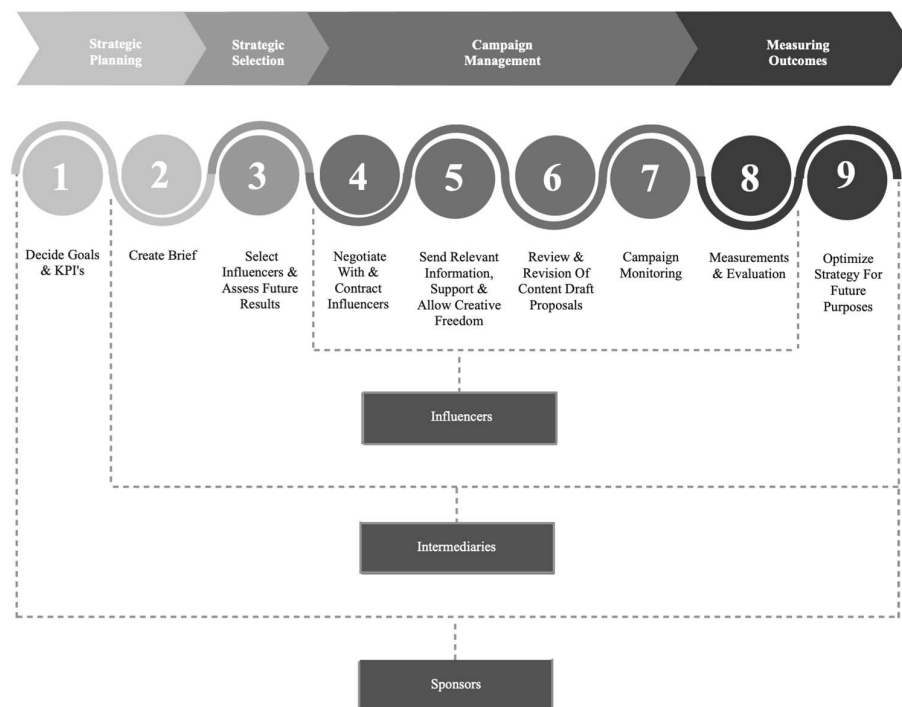 Strategic
Planning
Strategic
Selection
Campaign
Management
Measuring
Outcomes
1
2
3
4
5
6
7
8
9
Decide Goals
& KPI's
Create Brief
Select
Influencers &
Assess Future
Results
Negotiate
With &
Contract
Influencers
Send Relevant
Information,
Support &
Allow Creative
Freedom
Review &
Revision Of
Content Draft
Proposals
Campaign
Monitoring
Measurements
& Evaluation
Optimize
Strategy For
Future
Purposes
Influencers
Intermediaries
Sponsors